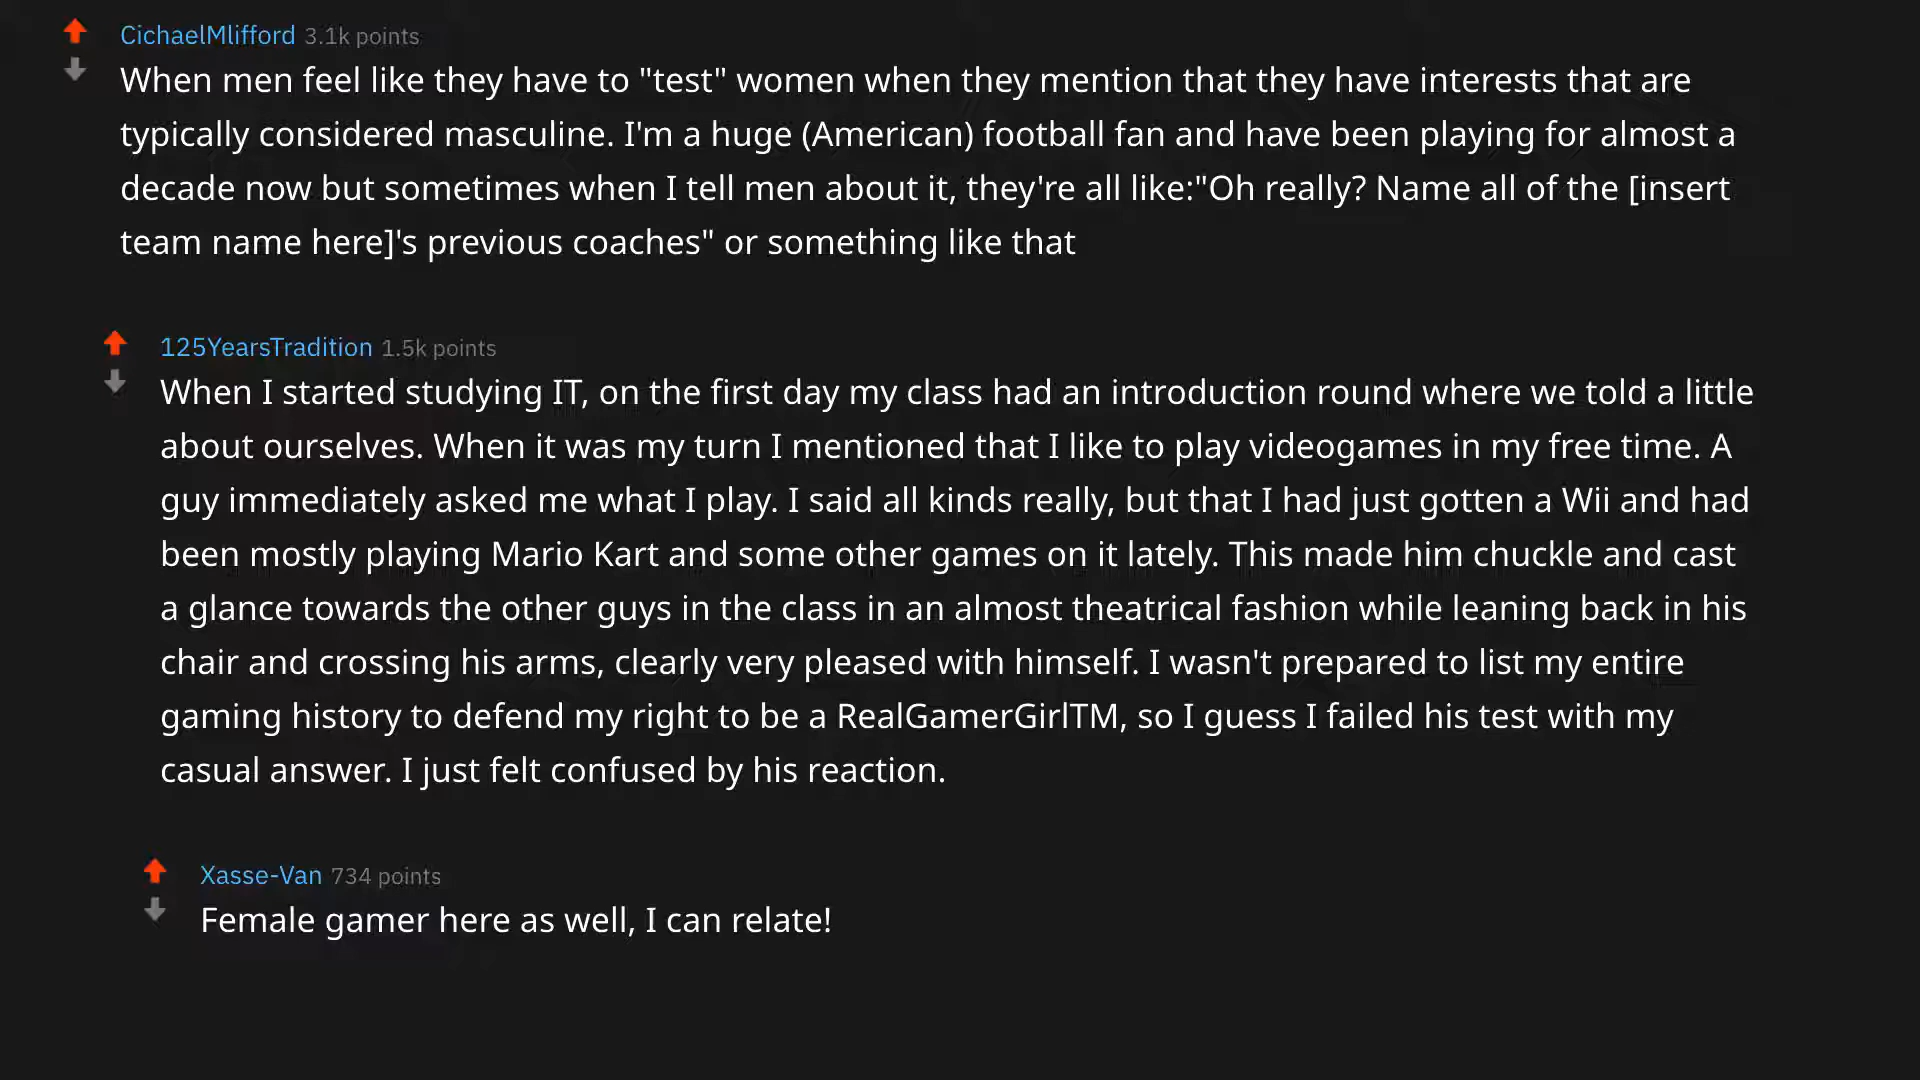 CichaelMlifford 3.1k points
When men feel like they have to "test" women when they mention that they have interests that are
typically considered masculine. I'm a huge (American) football fan and have been playing for almost a
decade now but sometimes when I tell men about it, they're all like:"Oh really? Name all of the [insert
team name here]'s previous coaches" or something like that
125YearsTradition 1.5k points
When I started studying IT, on the first day my class had an introduction round where we told a little
about ourselves. When it was my turn I mentioned that I like to play videogames in my free time. A
guy immediately asked me what I play. I said all kinds really, but that I had just gotten a Wii and had
been mostly playing Mario Kart and some other games on it lately. This made him chuckle and cast
a glance towards the other guys in the class in an almost theatrical fashion while leaning back in his
chair and crossing his arms, clearly very pleased with himself. I wasn't prepared to list my entire
gaming history to defend my right to be a RealGamerGirlTM, so I guess I failed his test with my
casual answer. I just felt confused by his reaction.
Xasse-Van 734 points
Female gamer here as well, I can relate!